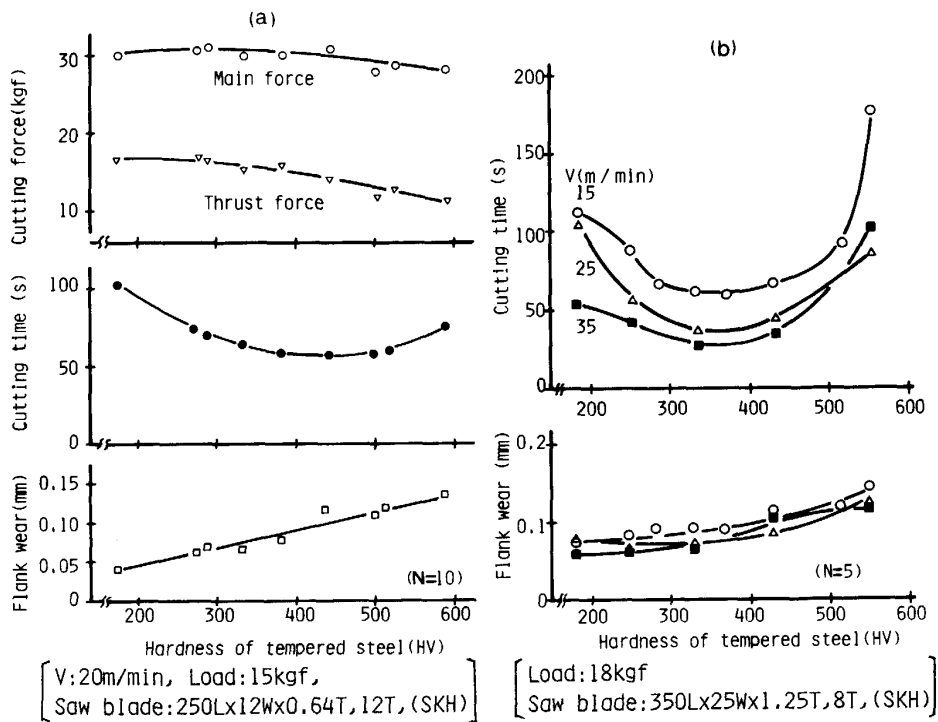 (a)
30
20
10
Cutting force(kgf)
Main force
Thrust force
100
50
0
Cutting time (s)
0.15
0.10
0.05
0
Flank wear(mm)
(N=10)
200 300 400 500 600
Hardness of tempered steel(HV)
[V:20m/min, Load:15kgf,
Saw blade:250Lx12Wx0.64T,12T,(SKH)]
(b)
200
150
100
50
0
Cutting time (s)
V(m/min)
15
25
35
200 300 400 500 600
0.2
0.1
0
Flank wear (mm)
(N=5)
200 300 400 500 600
Hardness of tempered steel(HV)
[Load:18kgf
Saw blade:350Lx25Wx1.25T,8T,(SKH)]